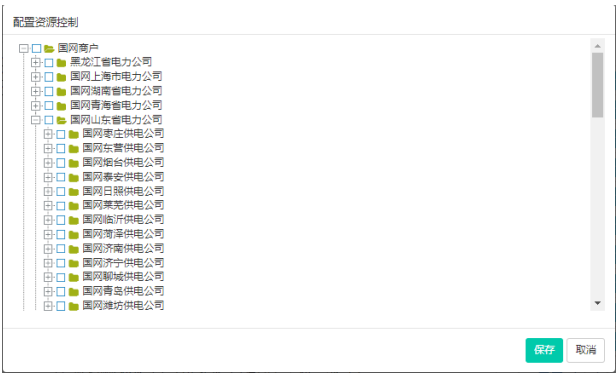 配置资源控制
国网商户
黑龙江省电力公司
国网上海市电力公司
国网湖南省电力公司
国网青海省电力公司
国网山东省电力公司
国网枣庄供电公司
国网东营供电公司
国网烟台供电公司
国网泰安供电公司
国网日照供电公司
国网莱芜供电公司
国网临沂供电公司
国网菏泽供电公司
国网济南供电公司
国网济宁供电公司
国网聊城供电公司
国网青岛供电公司
国网潍坊供电公司
保存 取消